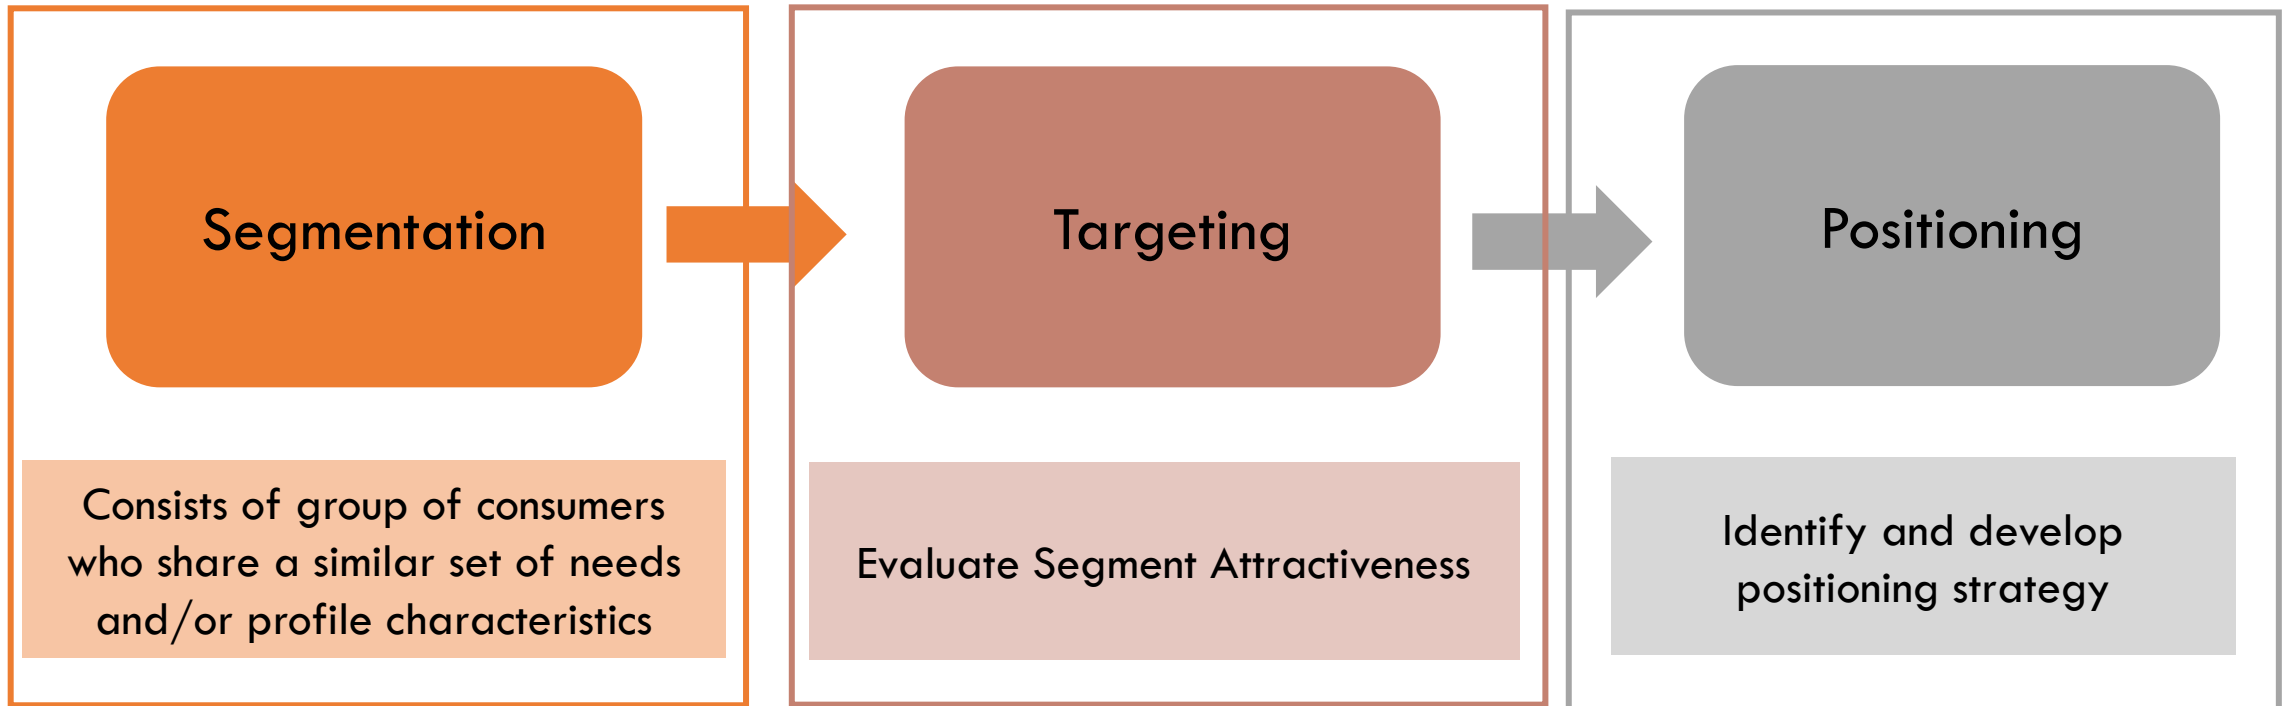 Segmentation
Targeting
Positioning
Consists of group of consumers
who share a similar set of needs
and/or profile characteristics
Evaluate Segment Attractiveness
Identify and develop
positioning strategy